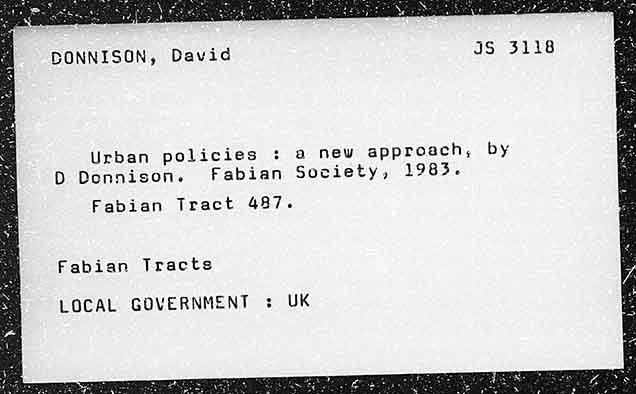 DONNISON, David JS 3118
Urban policies : a new approach, by
D Donnison. Fabian Society, 1983.
Fabian Tract 487.
Fabian Tracts
LOCAL GOVERNMENT : UK